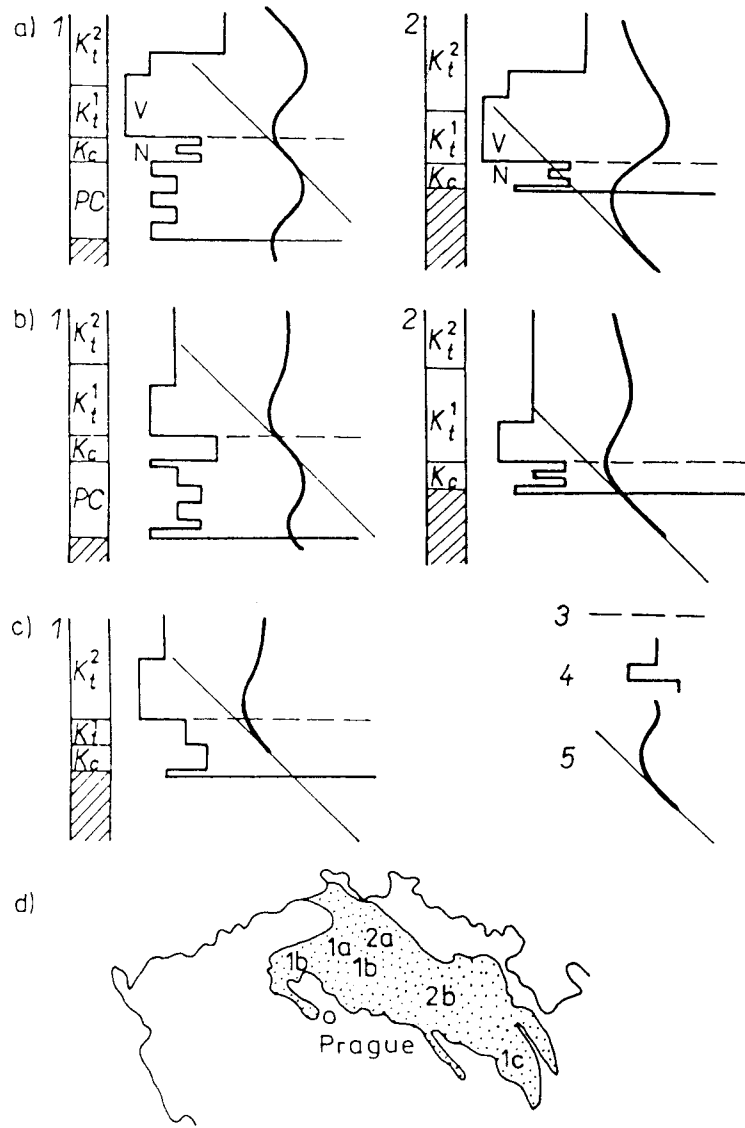 a) 1
K_t^2
K_t^1
K_c
PC
V
N
2
K_t^2
K_t^1
K_c
V
N
b) 1
K_t^2
K_t^1
K_c
PC
2
K_t^2
K_t^1
K_c
c) 1
K_t^2
K_t^1
K_c
3
4
5
d)
1a
2a
1b
1b
2b
1c
Prague